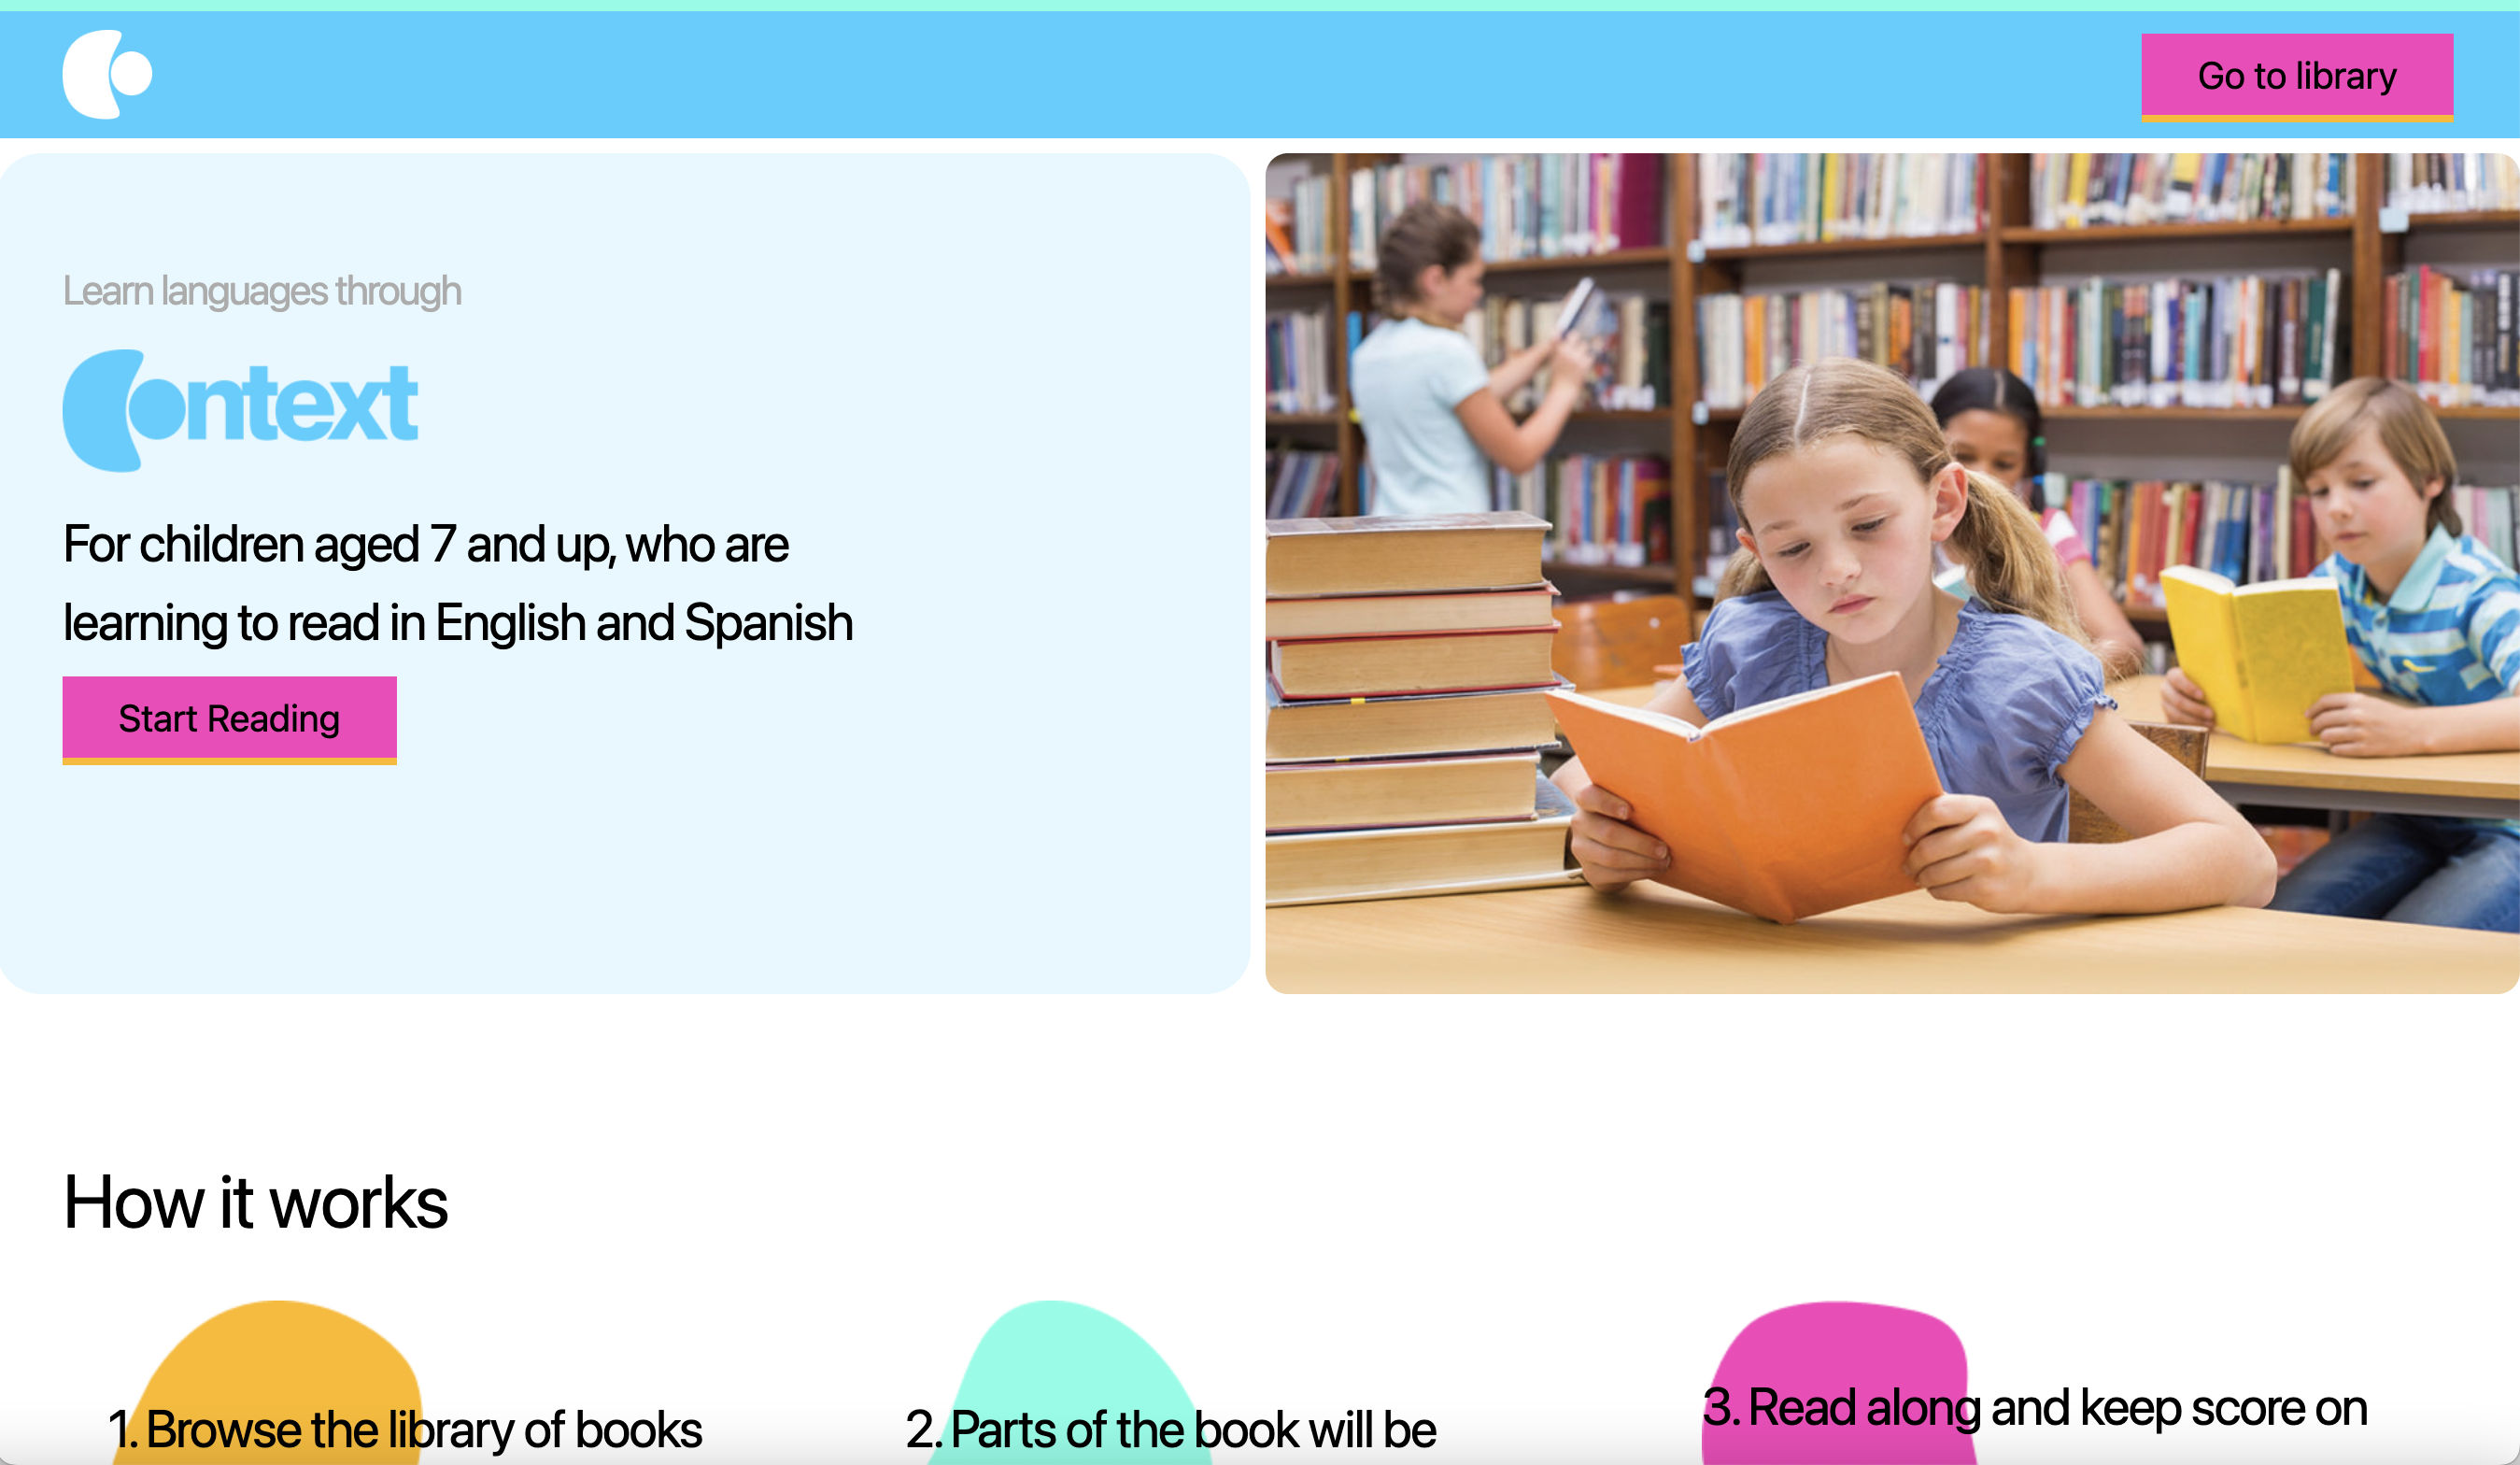 Go to library
Learn languages through
Context
For children aged 7 and up, who are
learning to read in English and Spanish
Start Reading
How it works
1. Browse the library of books
2. Parts of the book will be
3. Read along and keep score on